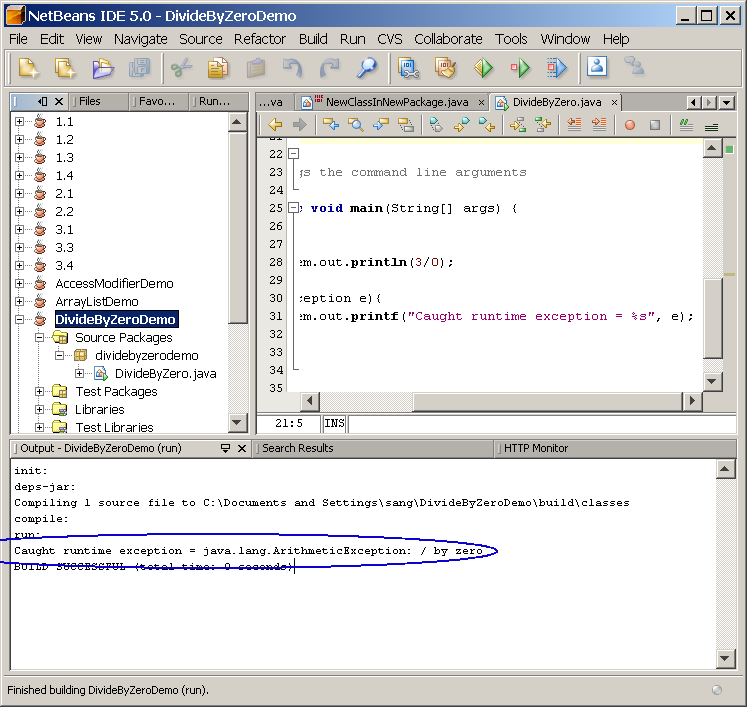 NetBeans IDE 5.0 - DivideByZeroDemo
File Edit View Navigate Source Refactor Build Run CVS Collaborate Tools Window Help
Files Favo... Run...
...va NewClassInNewPackage.java DivideByZero.java
1.1
1.2
1.3
1.4
2.1
2.2
3.1
3.3
3.4
AccessModifierDemo
ArrayListDemo
DivideByZeroDemo
Source Packages
dividebyzerodemo
DivideByZero.java
Test Packages
Libraries
Test Libraries
21
22
23 gs the command line arguments
24
25 void main(String[] args) {
26
27
28 em.out.println(3/0);
29
30 ception e){
31 em.out.printf("Caught runtime exception = %s", e);
32
33
34
35
21:5 INS
Output - DivideByZeroDemo (run) Search Results HTTP Monitor
init:
deps-jar:
Compiling 1 source file to C:\Documents and Settings\sang\DivideByZeroDemo\build\classes
compile:
run:
Caught runtime exception = java.lang.ArithmeticException: / by zero
BUILD SUCCESSFUL (total time: 0 seconds)
Finished building DivideByZeroDemo (run).